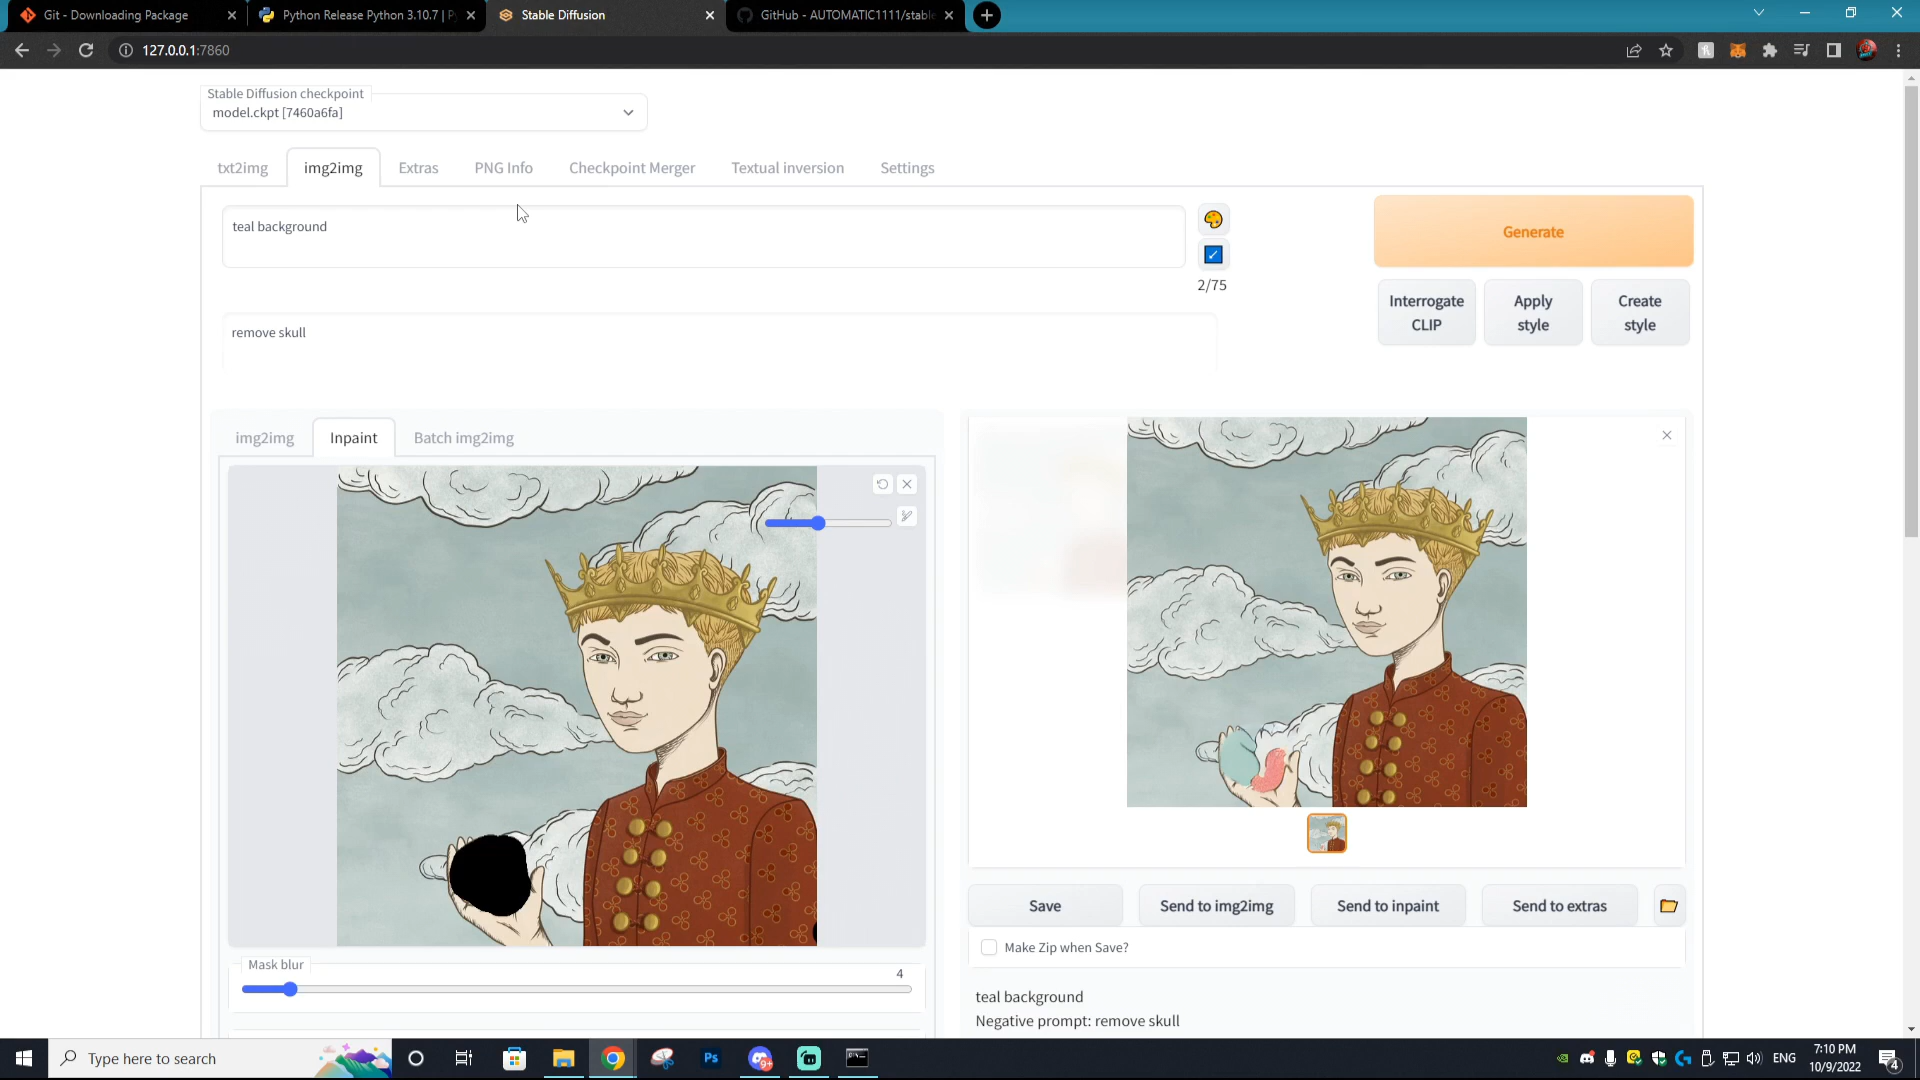 Git - Downloading Package
Python Release Python 3.10.7 | P
Stable Diffusion
GitHub - AUTOMATIC1111/stable
127.0.0.1:7860
Stable Diffusion checkpoint
model.ckpt [7460a6fa]
txt2img
img2img
Extras
PNG Info
Checkpoint Merger
Textual inversion
Settings
teal background
2/75
Generate
Interrogate
CLIP
Apply
style
Create
style
remove skull
img2img
Inpaint
Batch img2img
Mask blur
4
Save
Send to img2img
Send to inpaint
Send to extras
Make Zip when Save?
teal background
Negative prompt: remove skull
Type here to search
Ps
9+
ENG
7:10 PM
10/9/2022
4